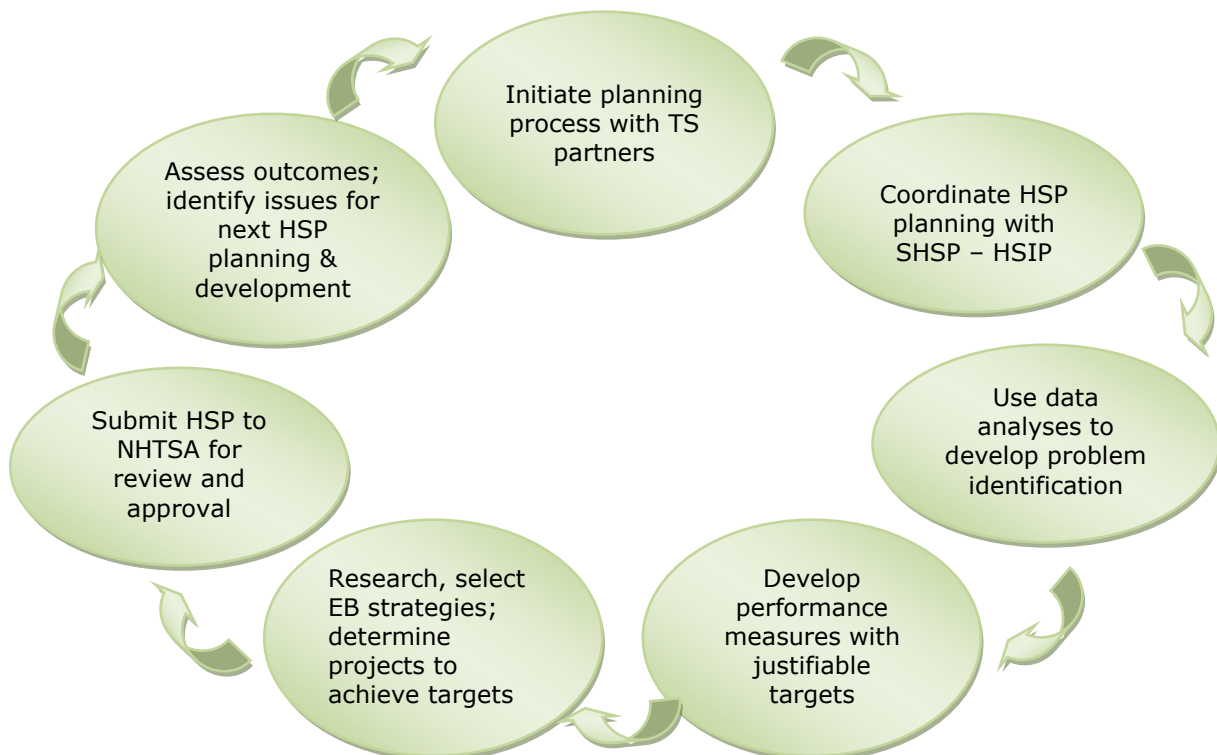 Initiate planning
process with TS
partners
Coordinate HSP
planning with
SHSP – HSIP
Use data
analyses to
develop problem
identification
Develop
performance
measures with
justifiable
targets
Research, select
EB strategies;
determine
projects to
achieve targets
Submit HSP to
NHTSA for
review and
approval
Assess outcomes;
identify issues for
next HSP
planning &
development